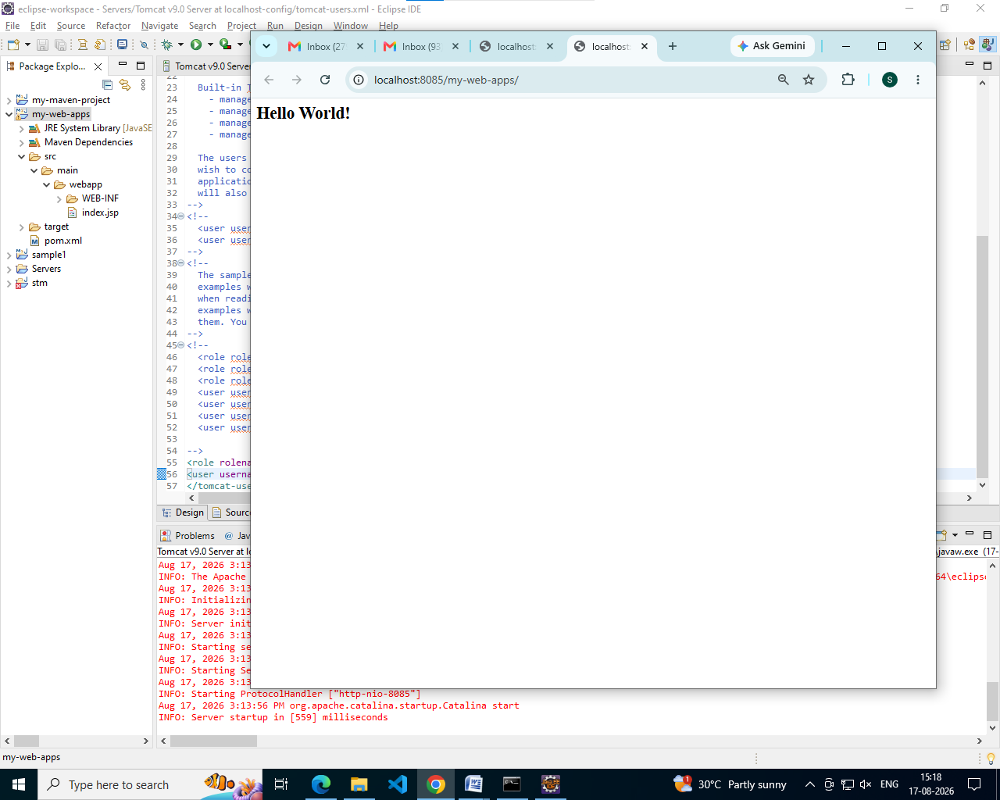 eclipse-workspace - Servers/Tomcat v9.0 Server at localhost-config/tomcat-users.xml - Eclipse IDE
File Edit Source Refactor Navigate Search Project Run Design Window Help
Package Explo...
my-maven-project
my-web-apps
JRE System Library [JavaSE
Maven Dependencies
src
main
webapp
WEB-INF
index.jsp
target
pom.xml
sample1
Servers
stm
Tomcat v9.0 Server
22
23 Built-in
24 - manage
25 - manage
26 - manage
27 - manage
28
29 The users
30 wish to co
31 applicatio
32 will also
33 -->
34 <!--
35 <user user
36 <user user
37 -->
38 <!--
39 The sample
40 examples w
41 when readi
42 examples w
43 them. You
44 -->
45 <!--
46 <role role
47 <role role
48 <role role
49 <user user
50 <user user
51 <user user
52 <user user
53
54 -->
55 <role rolena
56 <user userna
57 </tomcat-use
Design Sourc
Inbox (27
Inbox (93
localhost:
localhost:
Ask Gemini
localhost:8085/my-web-apps/
S
Hello World!
Problems @ Jav
Tomcat v9.0 Server at lo
\javaw.exe (17-
Aug 17, 2026 3:13
INFO: The Apache
64\eclipse
Aug 17, 2026 3:13
INFO: Initializin
Aug 17, 2026 3:13
INFO: Server init
Aug 17, 2026 3:13
INFO: Starting se
Aug 17, 2026 3:13
INFO: Starting Se
Aug 17, 2026 3:13
INFO: Starting ProtocolHandler ["http-nio-8085"]
Aug 17, 2026 3:13:56 PM org.apache.catalina.startup.Catalina start
INFO: Server startup in [559] milliseconds
my-web-apps
Type here to search
30°C Partly sunny
ENG
15:18
17-08-2026